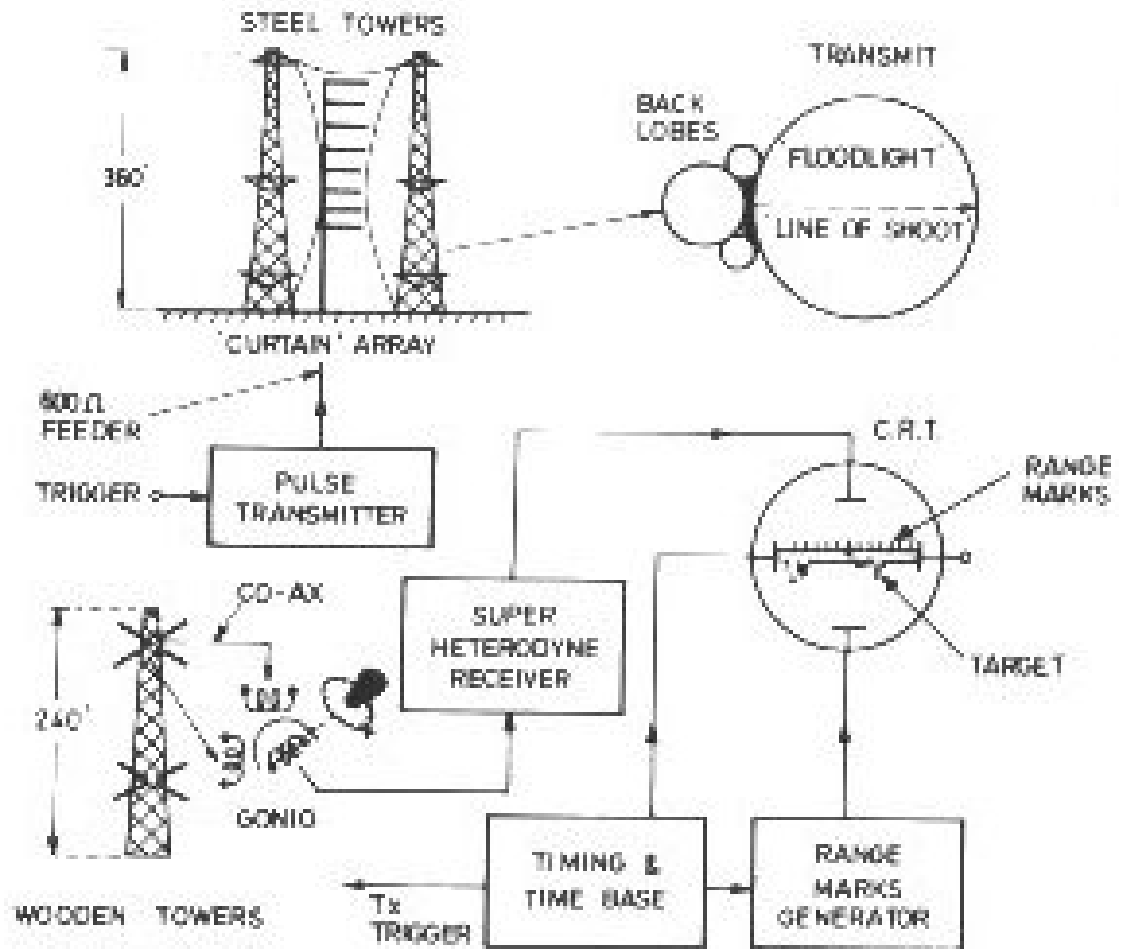 STEEL TOWERS
TRANSMIT
BACK
LOBES
FLOODLIGHT
LINE OF SHOOT
360'
'CURTAIN' ARRAY
600Ω
FEEDER
TRIGGER
PULSE
TRANSMITTER
C.R.T.
RANGE
MARKS
CO-AX
SUPER
HETERODYNE
RECEIVER
TARGET
240'
GONIO
TIMING &
TIME BASE
RANGE
MARKS
GENERATOR
Tx
TRIGGER
WOODEN TOWERS